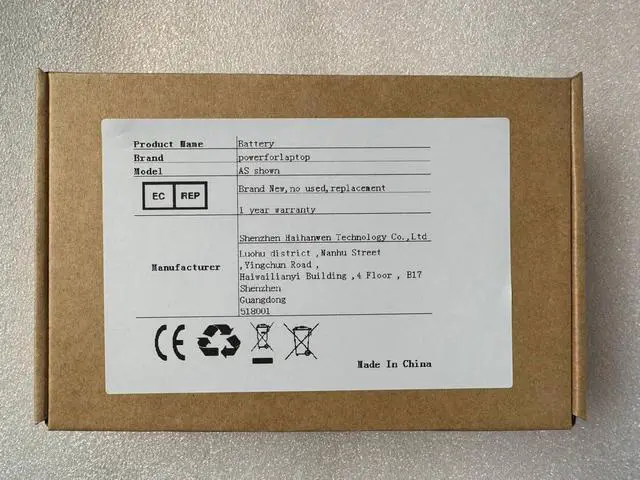 Product Name Battery
Brand powerforlaptop
Model AS shown
EC REP Brand New,no used,replacement
1 year warranty
Shenzhen Haihanwen Technology Co.,Ltd
Manufacturer
Luohu district ,Nanhu Street
,Yingchun Road ,
Haiwailianyi Building ,4 Floor , B17
Shenzhen
Guangdong
518001
CE
Made In China